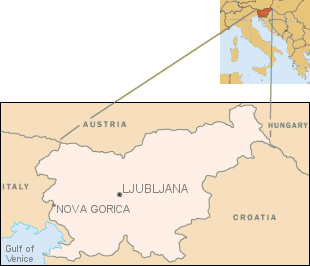 AUSTRIA
HUNGARY
ITALY
LJUBLJANA
NOVA GORICA
CROATIA
Gulf of
Venice